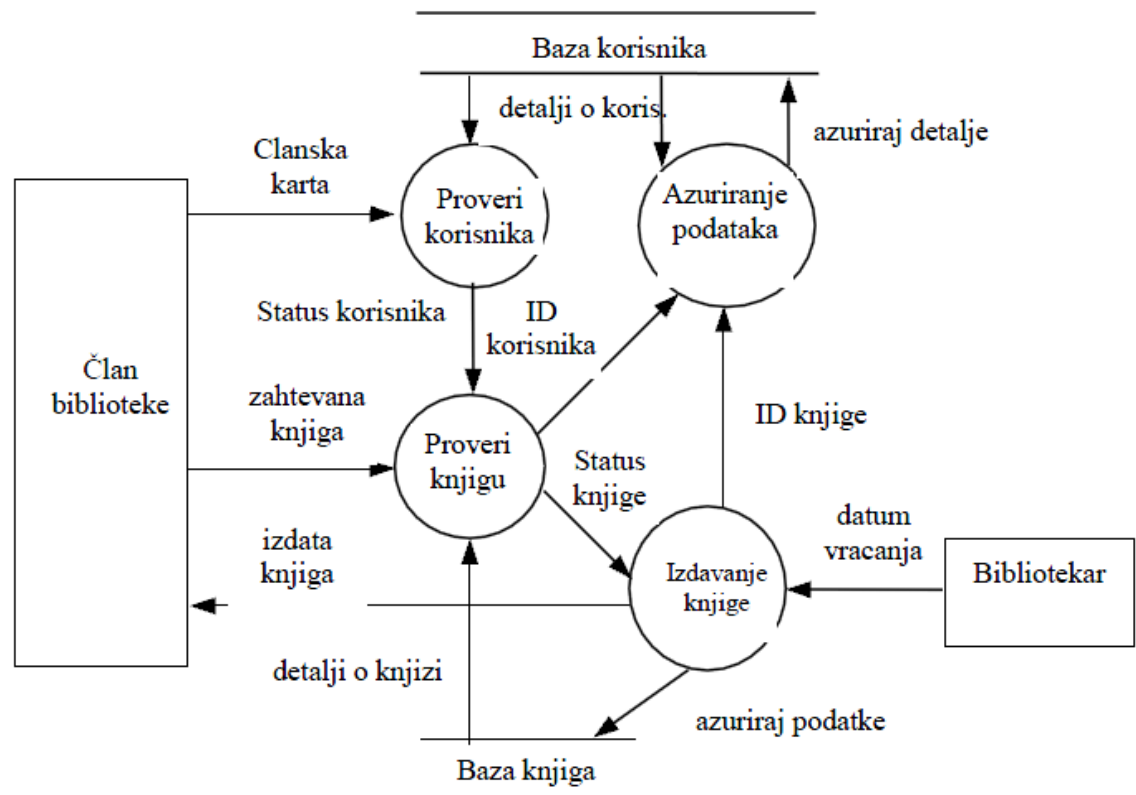 Baza korisnika
detalji o koris.
azuriraj detalje
Clanska
karta
Proveri
korisnika
Azuriranje
podataka
Status korisnika
ID
korisnika
Član
biblioteke
zahtevana
knjiga
Proveri
knjigu
ID knjige
Status
knjige
izdata
knjiga
Izdavanje
knjige
datum
vracanja
Bibliotekar
detalji o knjizi
azuriraj podatke
Baza knjiga